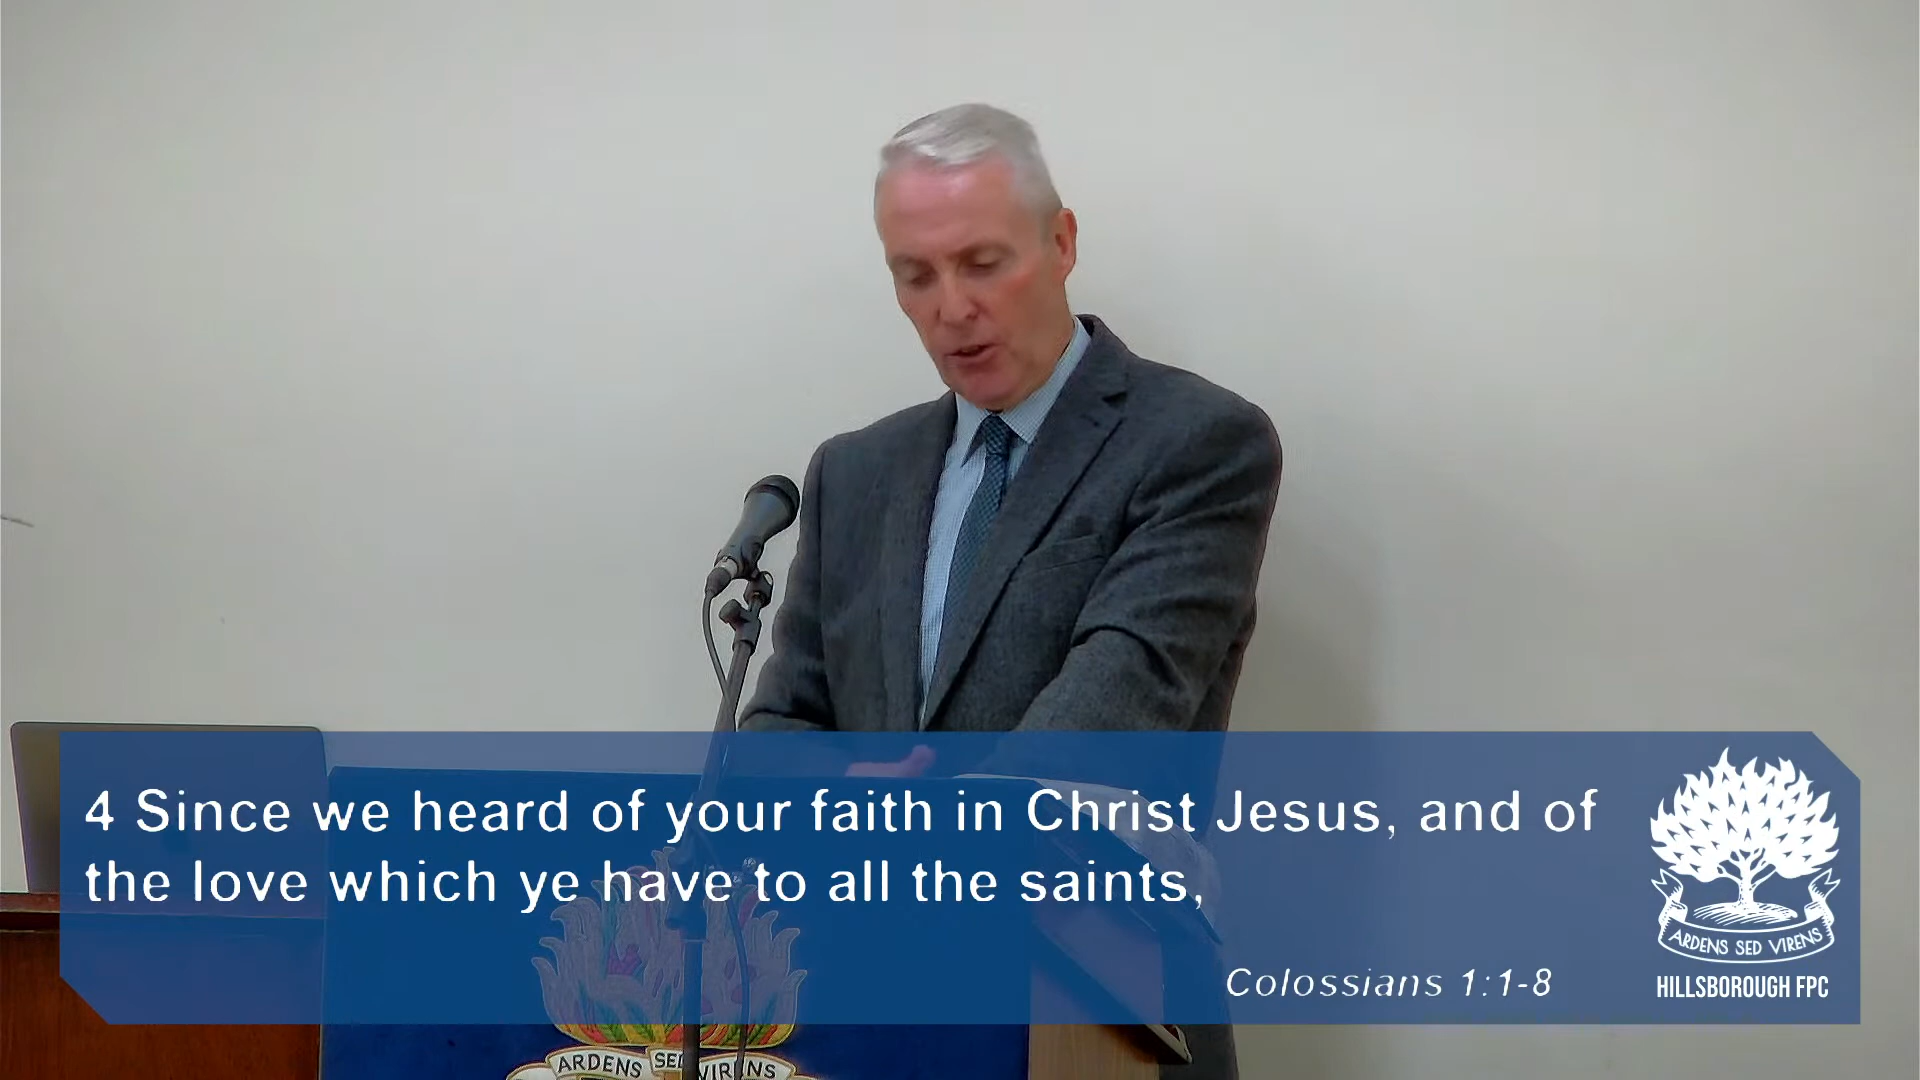 4 Since we heard of your faith in Christ Jesus, and of
the love which ye have to all the saints,
Colossians 1:1-8
ARDENS SED VIRENS
HILLSBOROUGH FPC
ARDENS SED VIRENS